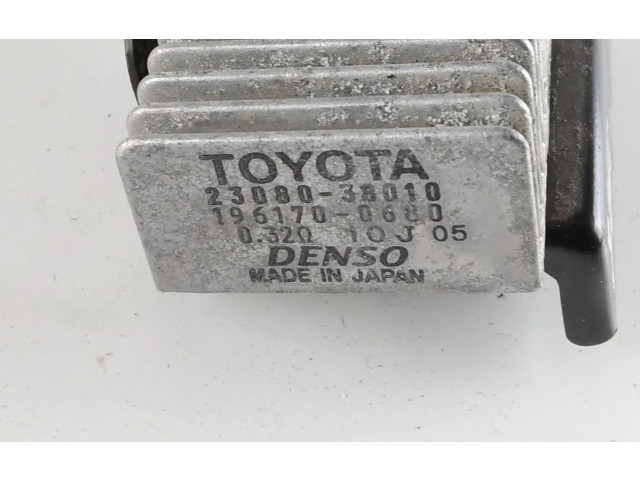 TOYOTA
23080-38010
196170-0680
0.32Ω 10J 05
DENSO
MADE IN JAPAN